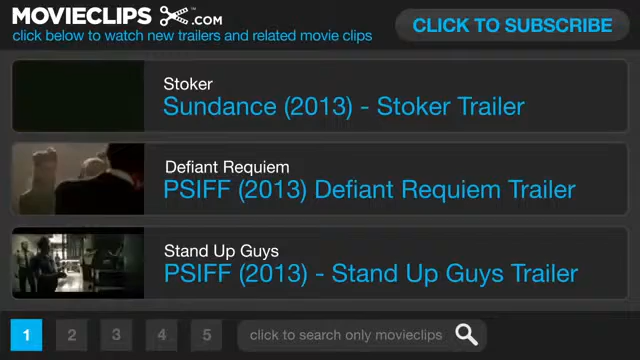 MOVIECLIPS .COM
click below to watch new trailers and related movie clips
CLICK TO SUBSCRIBE
Stoker
Sundance (2013) - Stoker Trailer
Defiant Requiem
PSIFF (2013) Defiant Requiem Trailer
Stand Up Guys
PSIFF (2013) - Stand Up Guys Trailer
1 2 3 4 5 click to search only movieclips